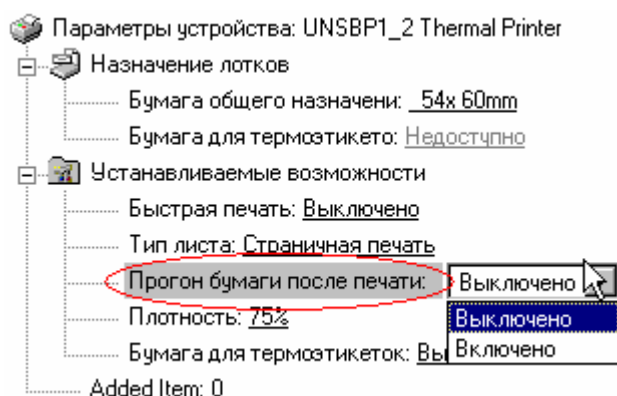 Параметры устройства: UNSBP1_2 Thermal Printer
Назначение лотков
Бумага общего назначени: 54x 60mm
Бумага для термоэтикето: Недоступно
Устанавливаемые возможности
Быстрая печать: Выключено
Тип листа: Страничная печать
Прогон бумаги после печати: Выключено
Плотность: 75% Выключено
Бумага для термоэтикеток: Вы Включено
Added Item: 0